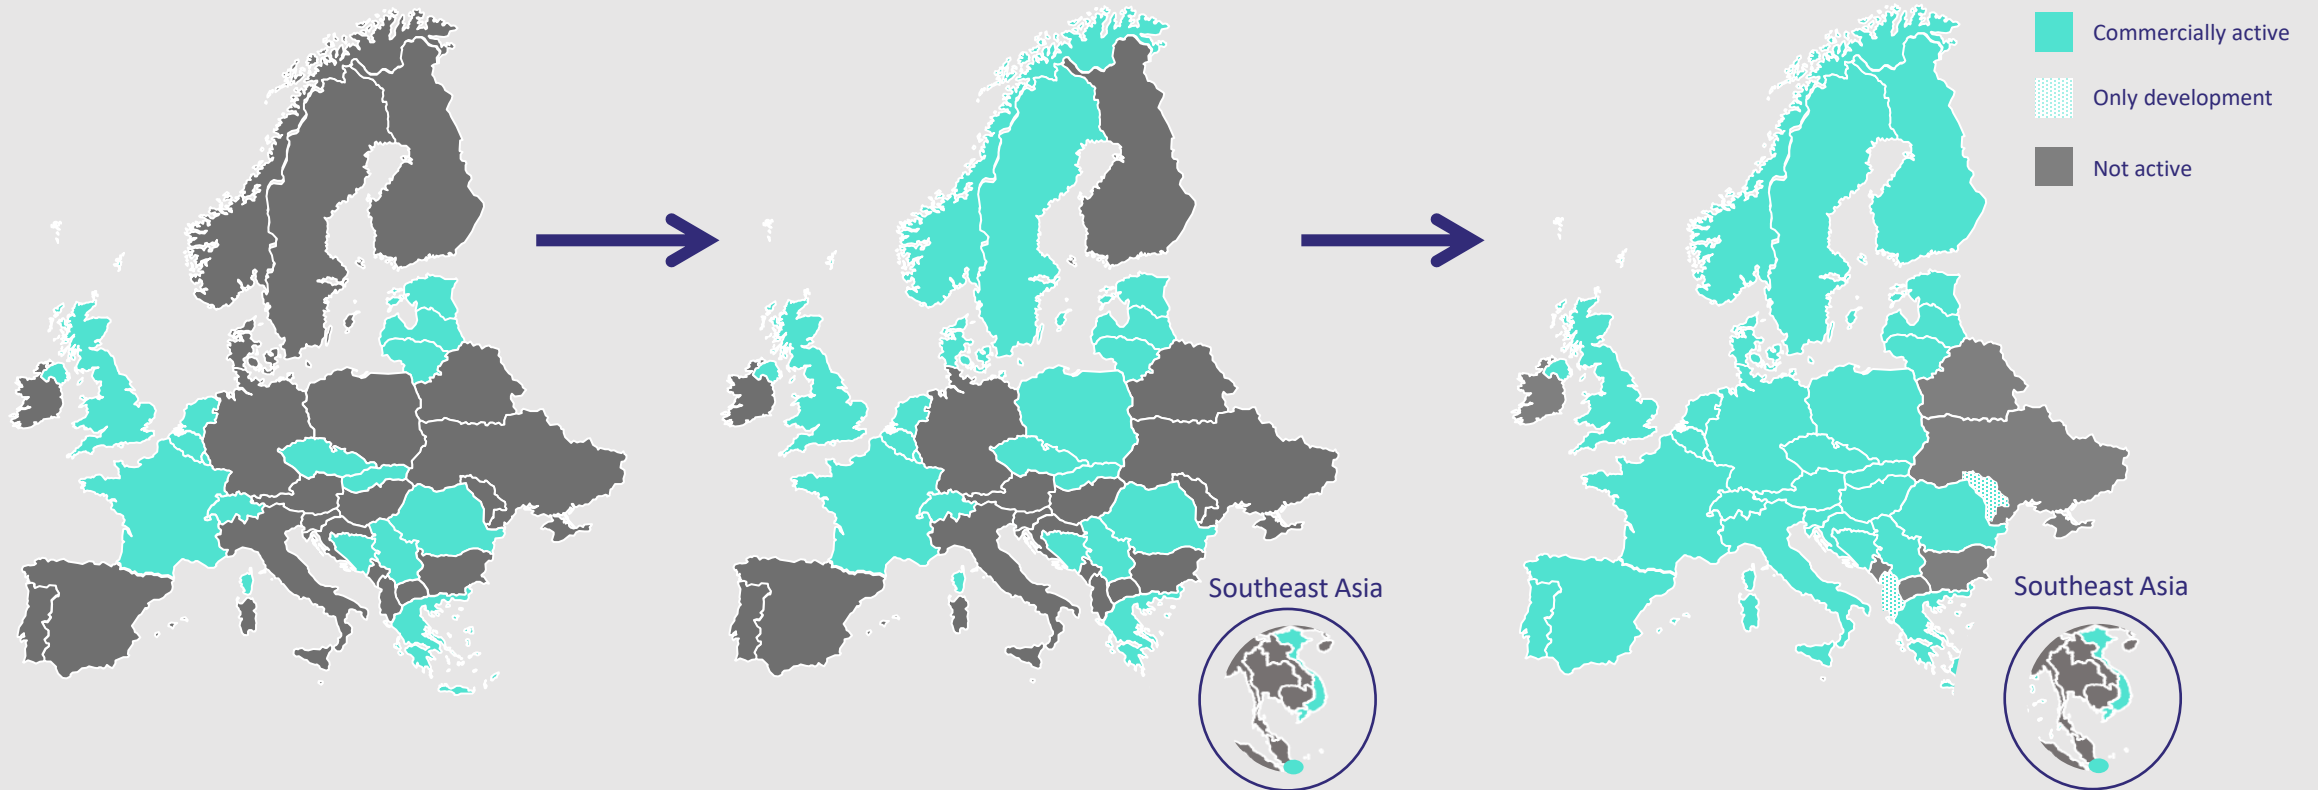 Commercially active
Only development
Not active
Southeast Asia
Southeast Asia